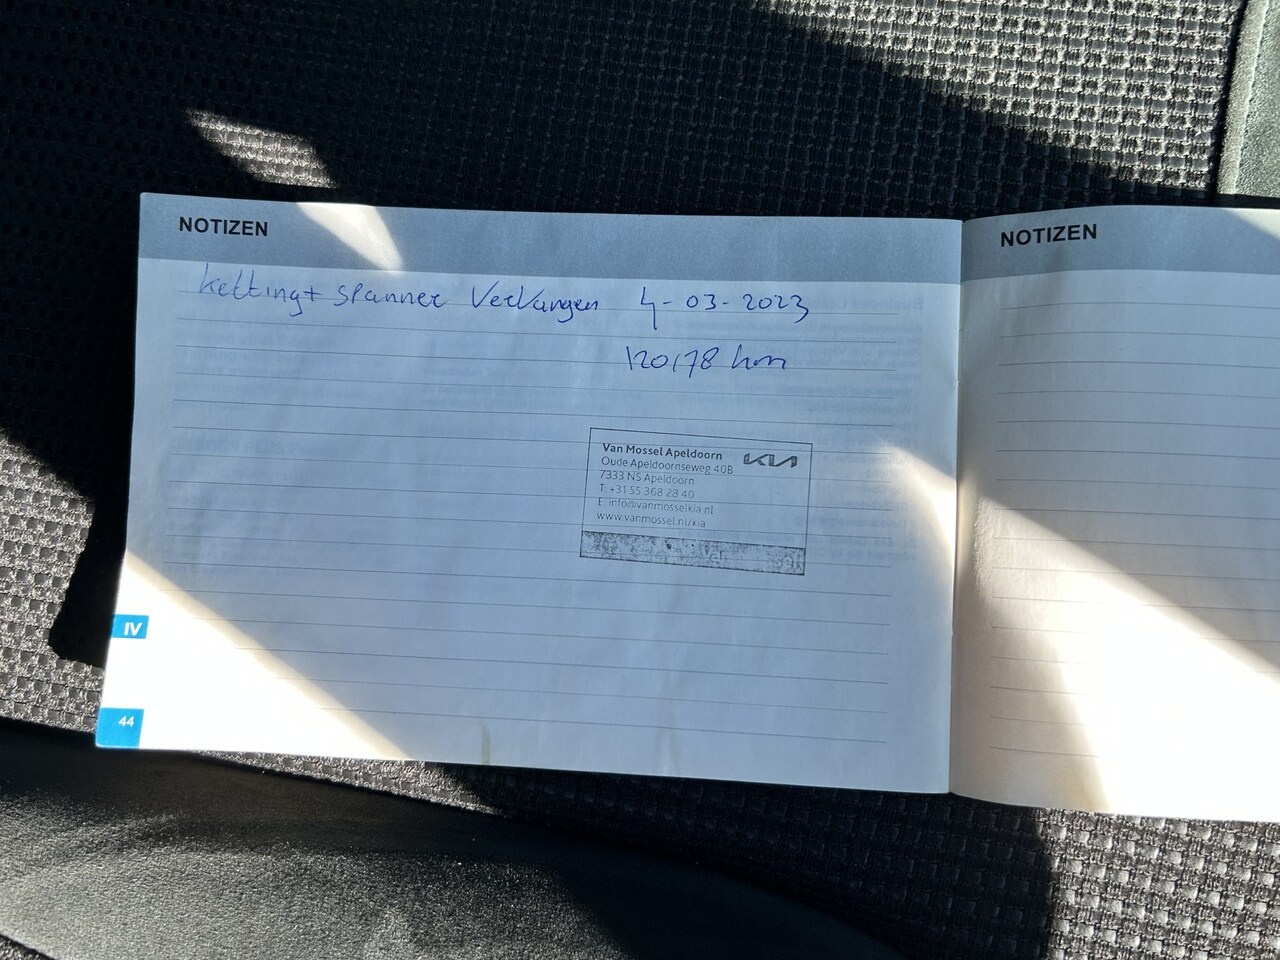 NOTIZEN
ketting + spanner Vervangen 4-03-2023
120178 km
Van Mossel Apeldoorn KIA
Oude Apeldoornseweg 40B
7333 NS Apeldoorn
T: +31 55 368 28 40
E: info@vanmosselkia.nl
www.vanmossel.nl/kia
IV
44
NOTIZEN